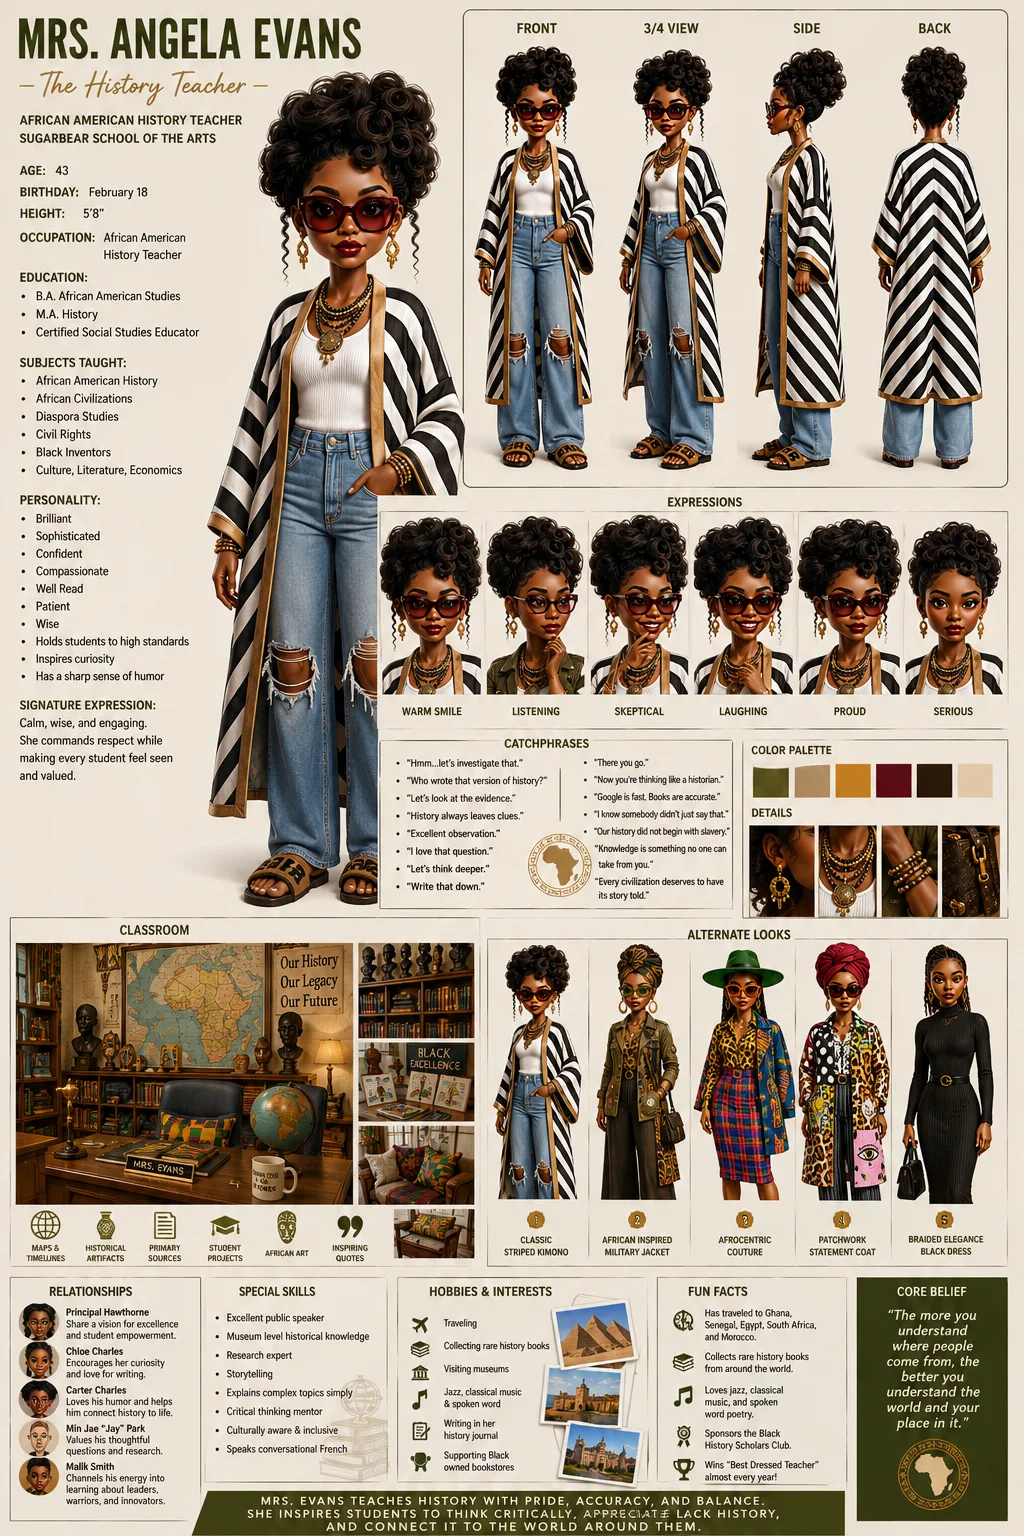 MRS. ANGELA EVANS
– The History Teacher –
AFRICAN AMERICAN HISTORY TEACHER
SUGARBEAR SCHOOL OF THE ARTS
AGE: 43
BIRTHDAY: February 18
HEIGHT: 5'8"
OCCUPATION: African American
History Teacher
EDUCATION:
• B.A. African American Studies
• M.A. History
• Certified Social Studies Educator
SUBJECTS TAUGHT:
• African American History
• African Civilizations
• Diaspora Studies
• Civil Rights
• Black Inventors
• Culture, Literature, Economics
PERSONALITY:
• Brilliant
• Sophisticated
• Confident
• Compassionate
• Well Read
• Patient
• Wise
• Holds students to high standards
• Inspires curiosity
• Has a sharp sense of humor
SIGNATURE EXPRESSION:
Calm, wise, and engaging.
She commands respect while
making every student feel seen
and valued.
FRONT
3/4 VIEW
SIDE
BACK
EXPRESSIONS
WARM SMILE
LISTENING
SKEPTICAL
LAUGHING
PROUD
SERIOUS
CATCHPHRASES
• "Hmm...let's investigate that."
• "Who wrote that version of history?"
• "Let's look at the evidence."
• "History always leaves clues."
• "Excellent observation."
• "I love that question."
• "Let's think deeper."
• "Write that down."
• "There you go."
• "Now you're thinking like a historian."
• "Google is fast, Books are accurate."
• "I know somebody didn't just say that."
• "Our history did not begin with slavery."
• "Knowledge is something no one can
take from you."
• "Every civilization deserves to have
its story told."
COLOR PALETTE
DETAILS
CLASSROOM
Our History
Our Legacy
Our Future
BLACK
EXCELLENCE
MRS. EVANS
MAPS &
TIMELINES
HISTORICAL
ARTIFACTS
PRIMARY
SOURCES
STUDENT
PROJECTS
AFRICAN ART
INSPIRING
QUOTES
ALTERNATE LOOKS
1
CLASSIC
STRIPED KIMONO
2
AFRICAN INSPIRED
MILITARY JACKET
3
AFROCENTRIC
COUTURE
4
PATCHWORK
STATEMENT COAT
5
BRAIDED ELEGANCE
BLACK DRESS
RELATIONSHIPS
Principal Hawthorne
Share a vision for excellence
and student empowerment.
Chloe Charles
Encourages her curiosity
and love for writing.
Carter Charles
Loves his humor and helps
him connect history to life.
Min Jae "Jay" Park
Values his thoughtful
questions and research.
Malik Smith
Channels his energy into
learning about leaders,
warriors, and innovators.
SPECIAL SKILLS
• Excellent public speaker
• Museum level historical knowledge
• Research expert
• Storytelling
• Explains complex topics simply
• Critical thinking mentor
• Culturally aware & inclusive
• Speaks conversational French
HOBBIES & INTERESTS
Traveling
Collecting rare history books
Visiting museums
Jazz, classical music
& spoken word
Writing in her
history journal
Supporting Black
owned bookstores
FUN FACTS
Has traveled to Ghana,
Senegal, Egypt, South Africa,
and Morocco.
Collects rare history books
from around the world.
Loves jazz, classical
music, and spoken
word poetry.
Sponsors the Black
History Scholars Club.
Wins "Best Dressed Teacher"
almost every year!
CORE BELIEF
"The more you
understand
where people
come from, the
better you
understand the
world and your
place in it."
MRS. EVANS TEACHES HISTORY WITH PRIDE, ACCURACY, AND BALANCE.
SHE INSPIRES STUDENTS TO THINK CRITICALLY, APPRECIATE LACK HISTORY,
AND CONNECT IT TO THE WORLD AROUND THEM.